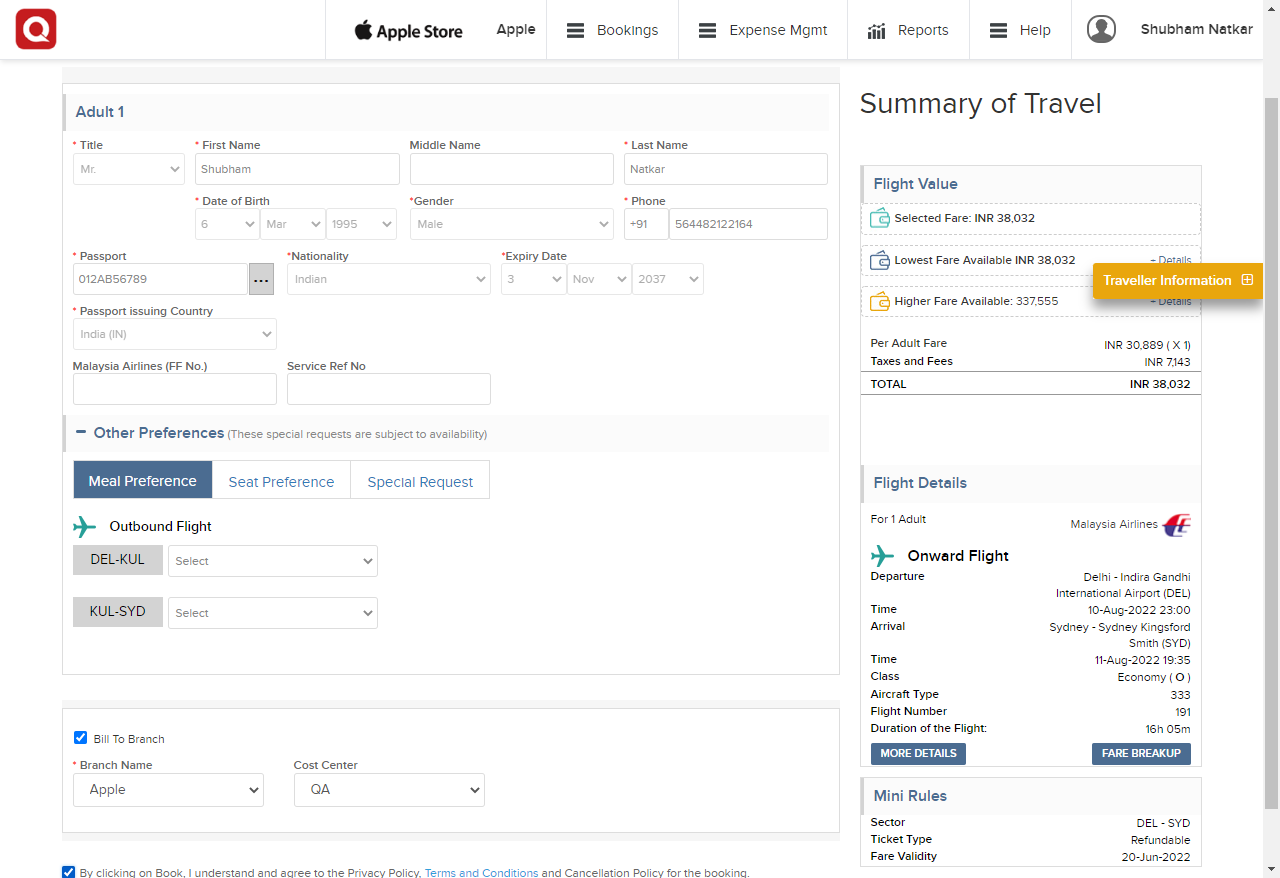 Apple Store
Apple
Bookings
Expense Mgmt
Reports
Help
Shubham Natkar
Adult 1
* Title
* First Name
Middle Name
* Last Name
Mr.
Shubham
Natkar
* Date of Birth
*Gender
* Phone
6
Mar
1995
Male
+91
564482122164
* Passport
*Nationality
*Expiry Date
012AB56789
...
Indian
3
Nov
2037
* Passport issuing Country
India (IN)
Malaysia Airlines (FF No.)
Service Ref No
− Other Preferences (These special requests are subject to availability)
Meal Preference
Seat Preference
Special Request
Outbound Flight
DEL-KUL
Select
KUL-SYD
Select
Bill To Branch
* Branch Name
Cost Center
Apple
QA
By clicking on Book, I understand and agree to the Privacy Policy, Terms and Conditions and Cancellation Policy for the booking.
Summary of Travel
Flight Value
Selected Fare: INR 38,032
Lowest Fare Available INR 38,032
+ Details
Traveller Information
Higher Fare Available: 337,555
+ Details
Per Adult Fare
INR 30,889 ( X 1)
Taxes and Fees
INR 7,143
TOTAL
INR 38,032
Flight Details
For 1 Adult
Malaysia Airlines
Onward Flight
Departure
Delhi - Indira Gandhi
International Airport (DEL)
Time
10-Aug-2022 23:00
Arrival
Sydney - Sydney Kingsford
Smith (SYD)
Time
11-Aug-2022 19:35
Class
Economy ( O )
Aircraft Type
333
Flight Number
191
Duration of the Flight:
16h 05m
MORE DETAILS
FARE BREAKUP
Mini Rules
Sector
DEL - SYD
Ticket Type
Refundable
Fare Validity
20-Jun-2022